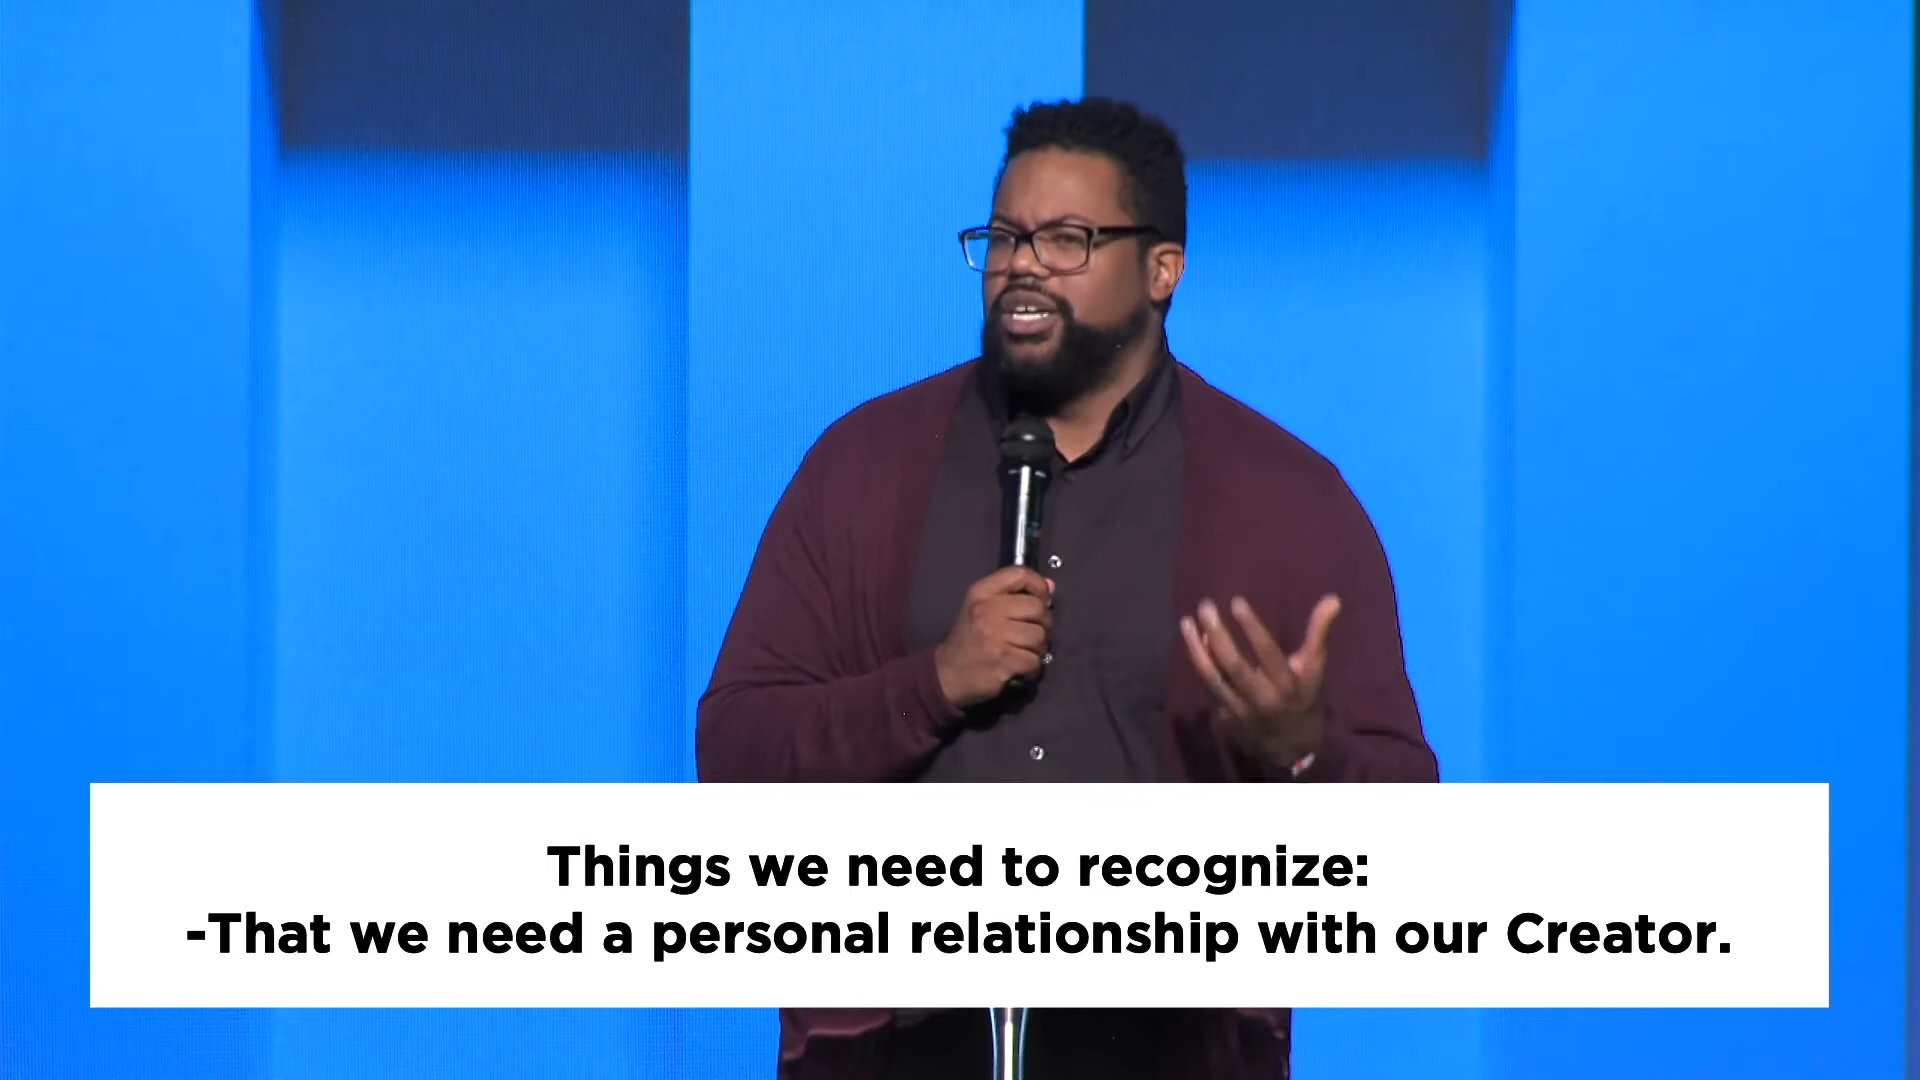 Things we need to recognize:
-That we need a personal relationship with our Creator.